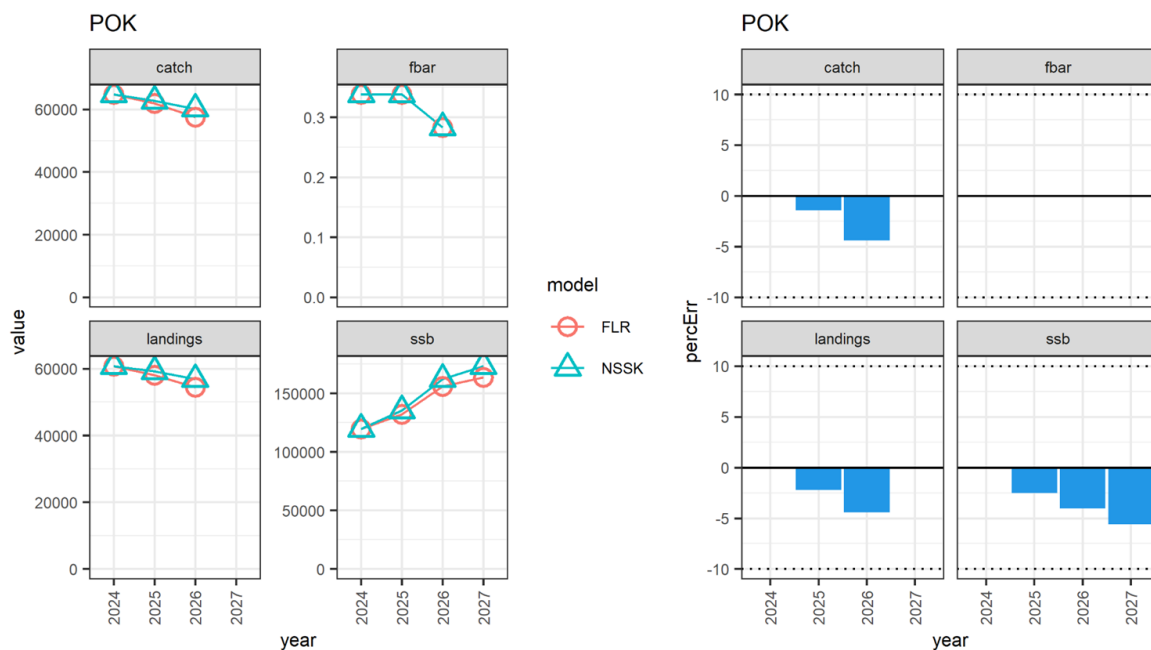 POK
catch
fbar
60000
40000
20000
0
0.3
0.2
0.1
0.0
landings
ssb
60000
40000
20000
0
150000
100000
50000
0
2024
2025
2026
2027
2024
2025
2026
2027
value
year
model
FLR
NSSK
POK
catch
fbar
10
5
0
-5
-10
landings
ssb
10
5
0
-5
-10
2024
2025
2026
2027
2024
2025
2026
2027
percErr
year